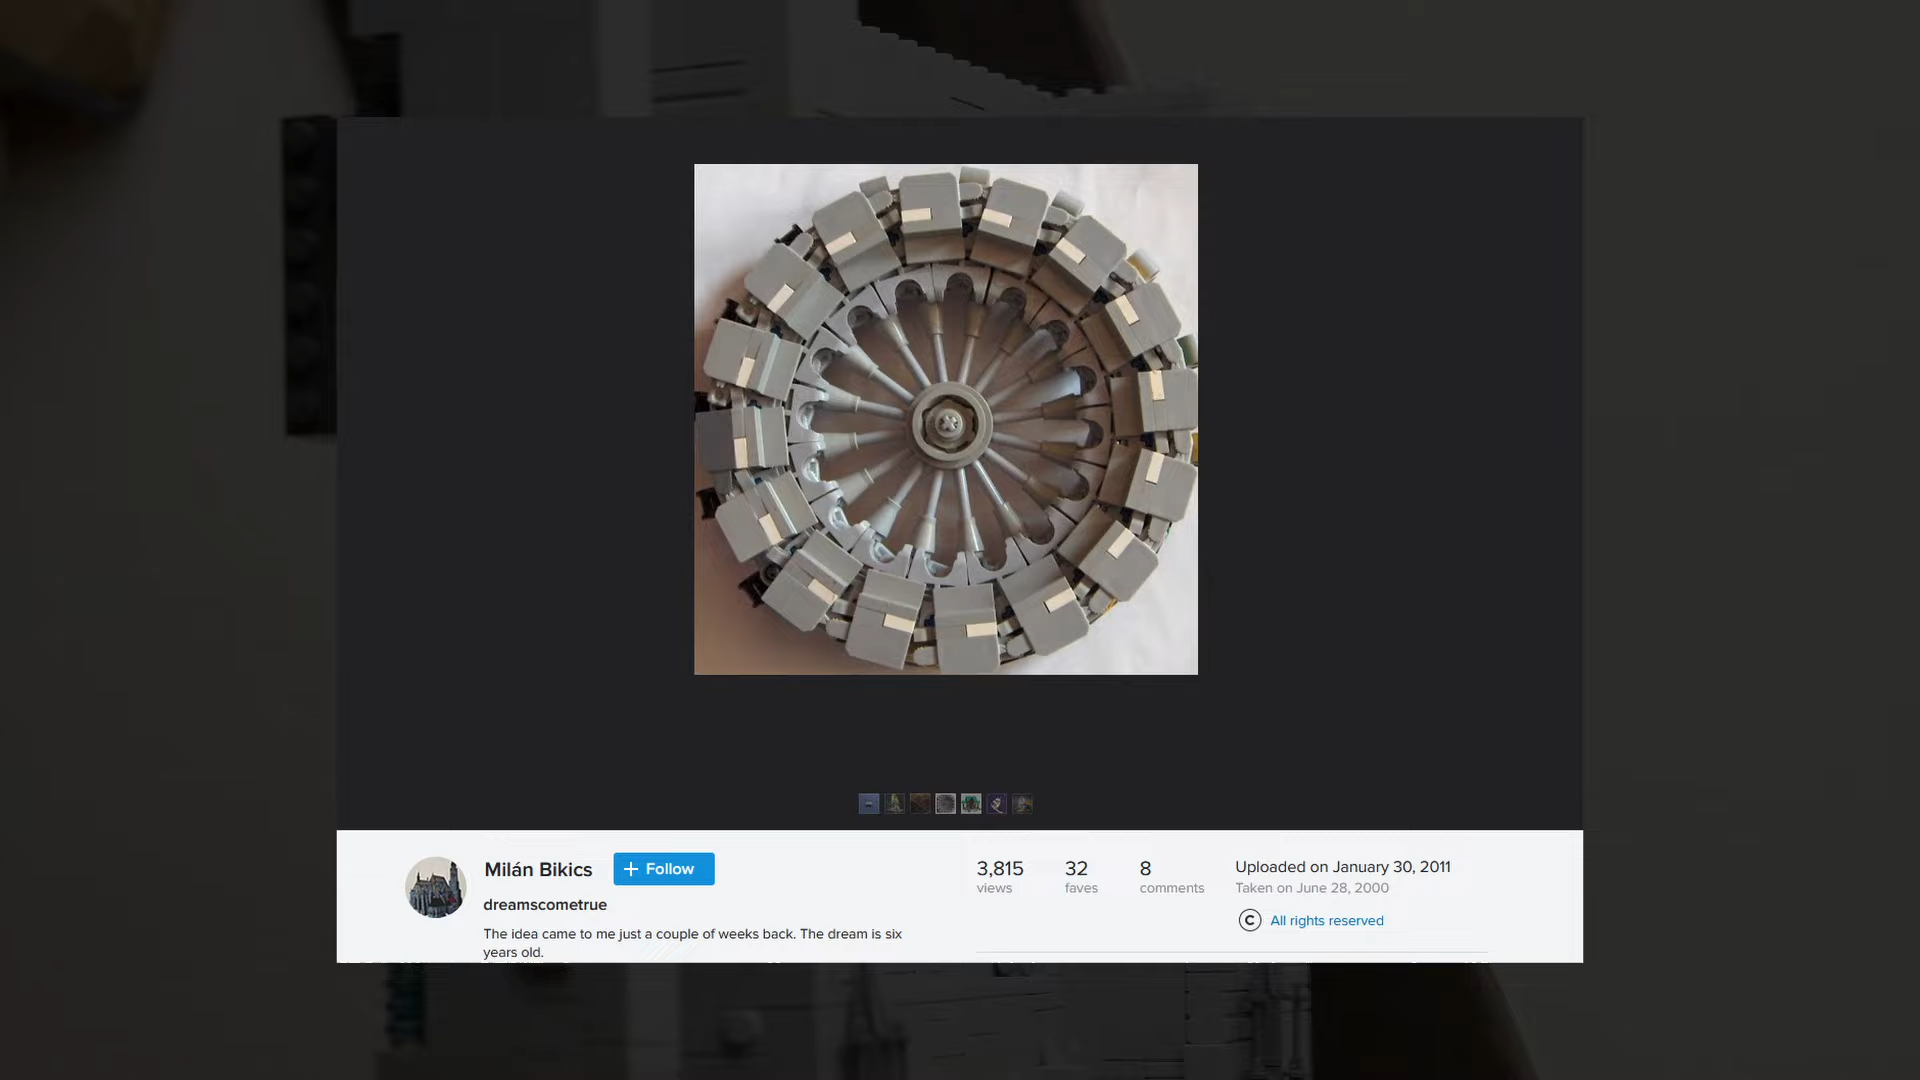 Milán Bikics
+ Follow
dreamscometrue
The idea came to me just a couple of weeks back. The dream is six
years old.
3,815
views
32
faves
8
comments
Uploaded on January 30, 2011
Taken on June 28, 2000
C All rights reserved